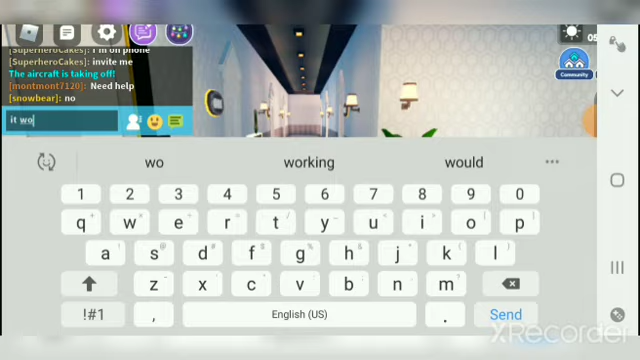 [SuperheroCakes]: I'm on phone
[SuperheroCakes]: invite me
The aircraft is taking off!
[montmont7120]: Need help
[snowbear]: no
05
Community
it wo
wo working would
1 2 3 4 5 6 7 8 9 0
q w e r t y u i o p
a s d f g h j k l
z x c v b n m
!#1 , English (US) . Send
XRecorder